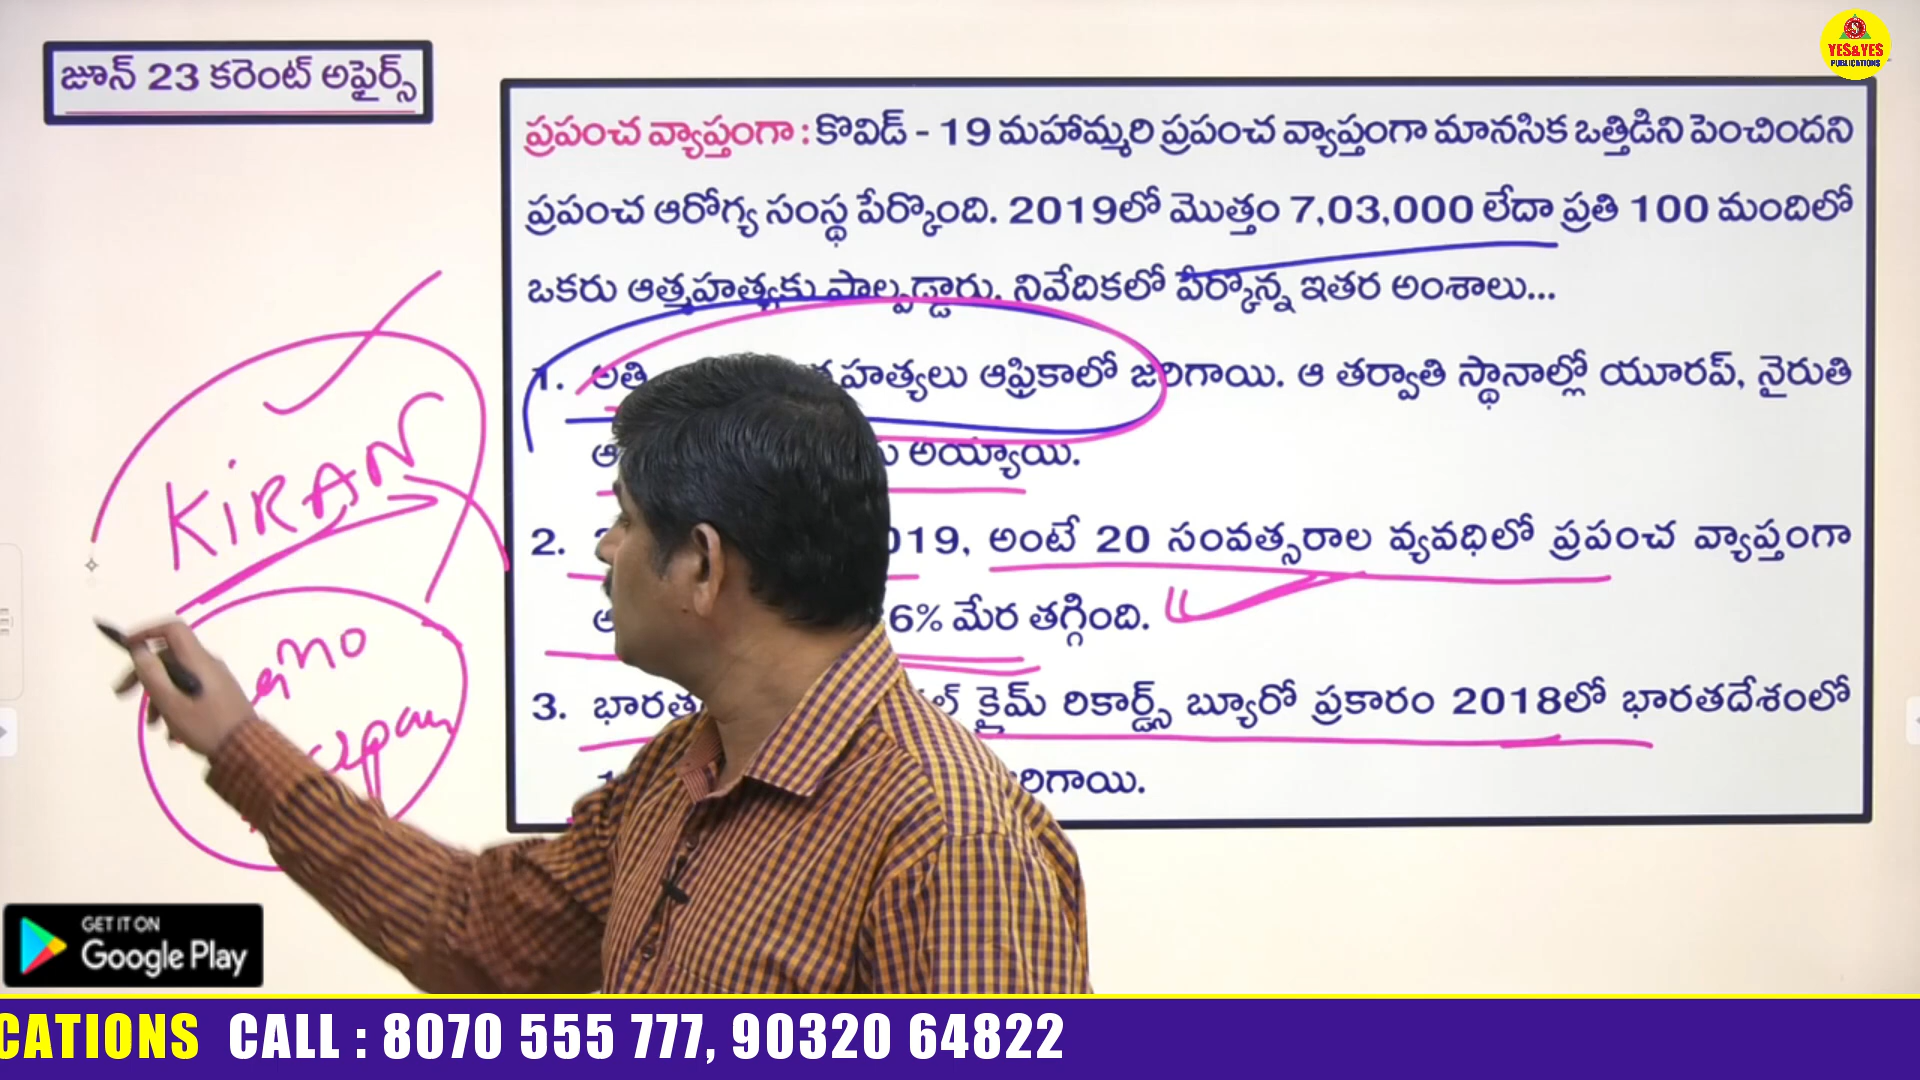 జూన్ 23 కరెంట్ అఫైర్స్
YES&YES
PUBLICATIONS
ప్రపంచ వ్యాప్తంగా : కొవిడ్ - 19 మహామ్మరి ప్రపంచ వ్యాప్తంగా మానసిక ఒత్తిడిని పెంచిందని
ప్రపంచ ఆరోగ్య సంస్థ పేర్కొంది. 2019లో మొత్తం 7,03,000 లేదా ప్రతి 100 మందిలో
ఒకరు ఆత్మహత్యకు పాల్పడ్డారు. నివేదికలో పేర్కొన్న ఇతర అంశాలు...
1. అతి హత్యలు ఆఫ్రికాలో జరిగాయి. ఆ తర్వాతి స్థానాల్లో యూరప్, నైరుతి
అయ్యాయి.
2. 019, అంటే 20 సంవత్సరాల వ్యవధిలో ప్రపంచ వ్యాప్తంగా
6% మేర తగ్గింది.
3. భారత క్రైమ్ రికార్డ్స్ బ్యూరో ప్రకారం 2018లో భారతదేశంలో
రిగాయి.
KIRAN
GET IT ON
Google Play
CATIONS CALL : 8070 555 777, 90320 64822